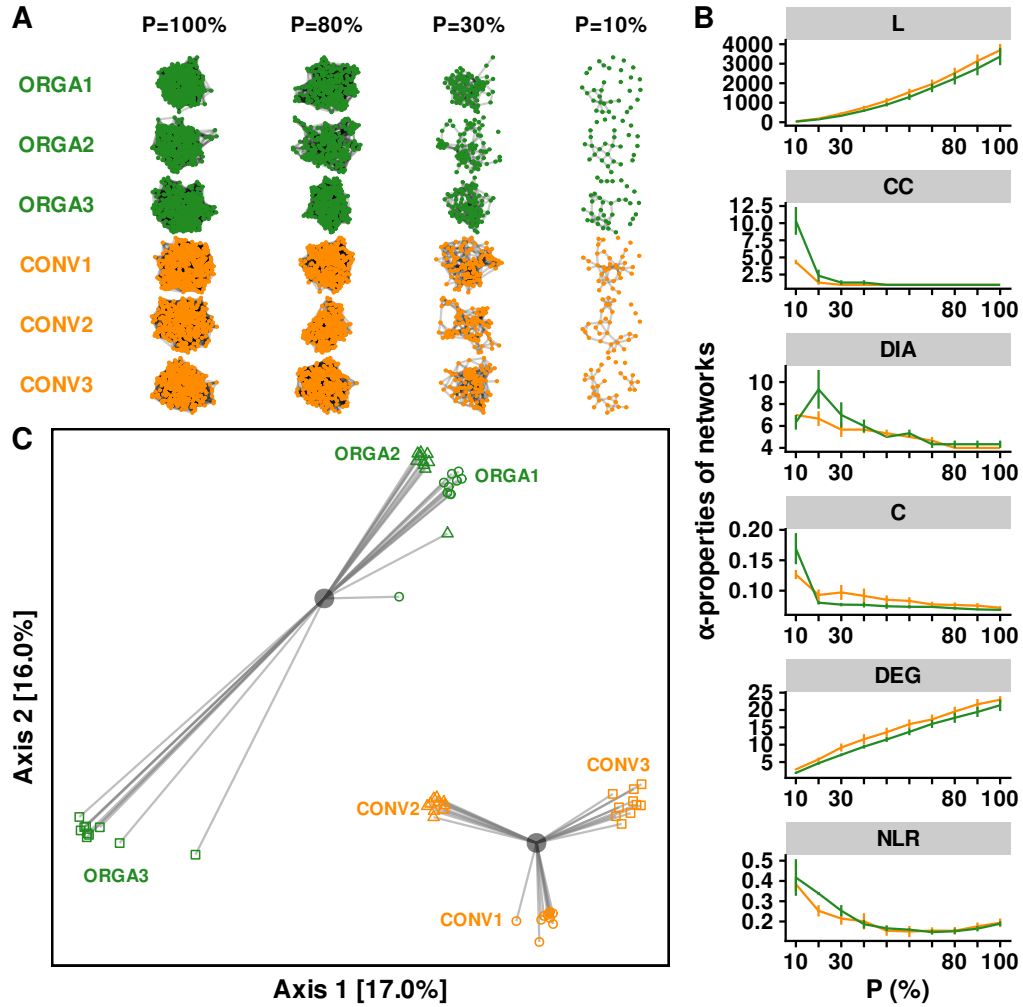 A
P=100% P=80% P=30% P=10%
ORGA1
ORGA2
ORGA3
CONV1
CONV2
CONV3
B
α-properties of networks
L
4000
3000
2000
1000
0
10 30 80 100
CC
12.5
10.0
7.5
5.0
2.5
10 30 80 100
DIA
10
8
6
4
10 30 80 100
C
0.20
0.15
0.10
10 30 80 100
DEG
25
20
15
10
5
10 30 80 100
NLR
0.5
0.4
0.3
0.2
10 30 80 100
P (%)
C
Axis 2 [16.0%]
ORGA2
ORGA1
CONV3
CONV2
ORGA3
CONV1
Axis 1 [17.0%]